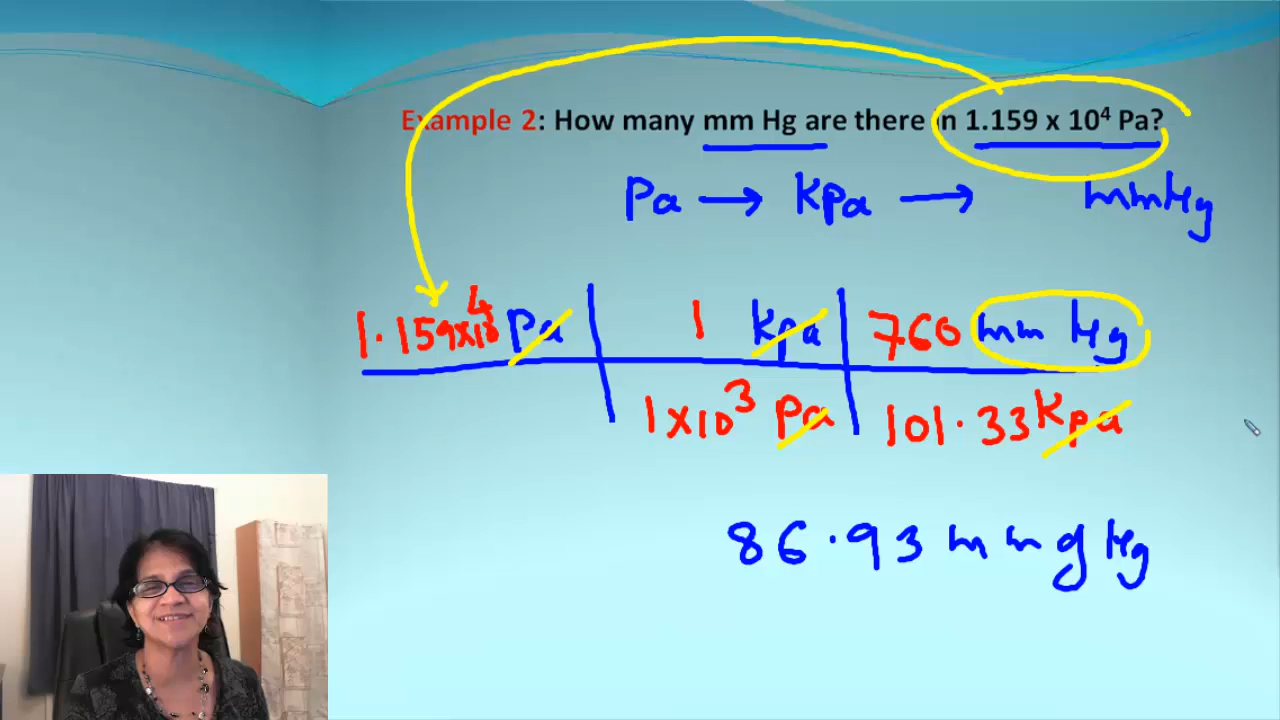 Example 2: How many mm Hg are there in 1.159 x 10⁴ Pa?
Pa → kPa → mmHg
1.159x10⁴ Pa 1 kpa 760 mm Hg
1x10³ pa 101.33 kpa
86.93 mm g Hg